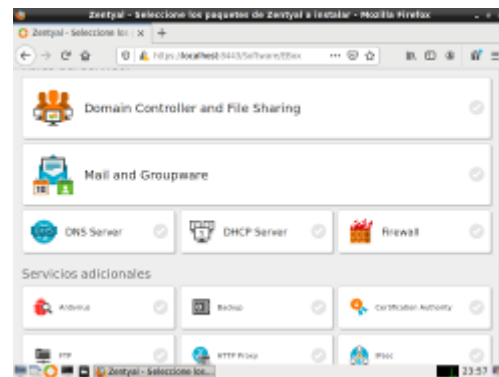 Zentyal - Seleccione los paquetes de Zentyal a instalar - Mozilla Firefox
Zentyal - Seleccione los
https://localhost:8443/Software/EBox
Domain Controller and File Sharing
Mail and Groupware
DNS Server
DHCP Server
Firewall
Servicios adicionales
Antivirus
Backup
Certification Authority
FTP
HTTP Proxy
IPsec
Zentyal - Seleccione los...
23:57